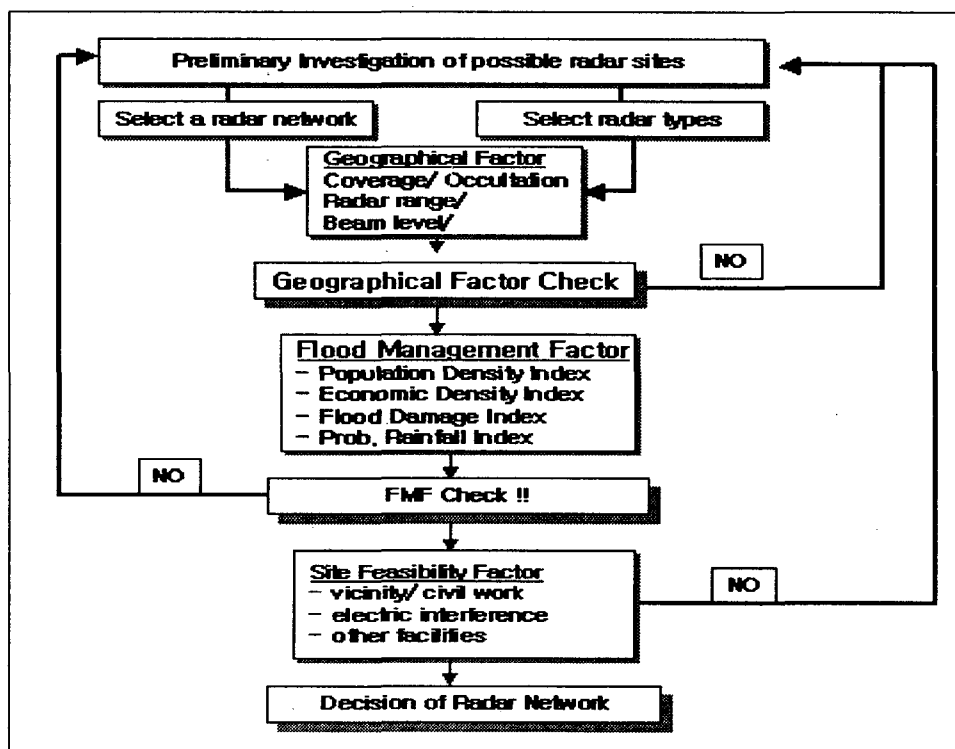 Preliminary Investigation of possible radar sites
Select a radar network
Select radar types
Geographical Factor
Coverage/ Occultation
Radar range/
Beam level/
NO
Geographical Factor Check
Flood Management Factor
- Population Density Index
- Economic Density Index
- Flood Damage Index
- Prob. Rainfall Index
NO
FMF Check !!
Site Feasibility Factor
- vicinity/ civil work
- electric interference
- other facilities
NO
Decision of Radar Network